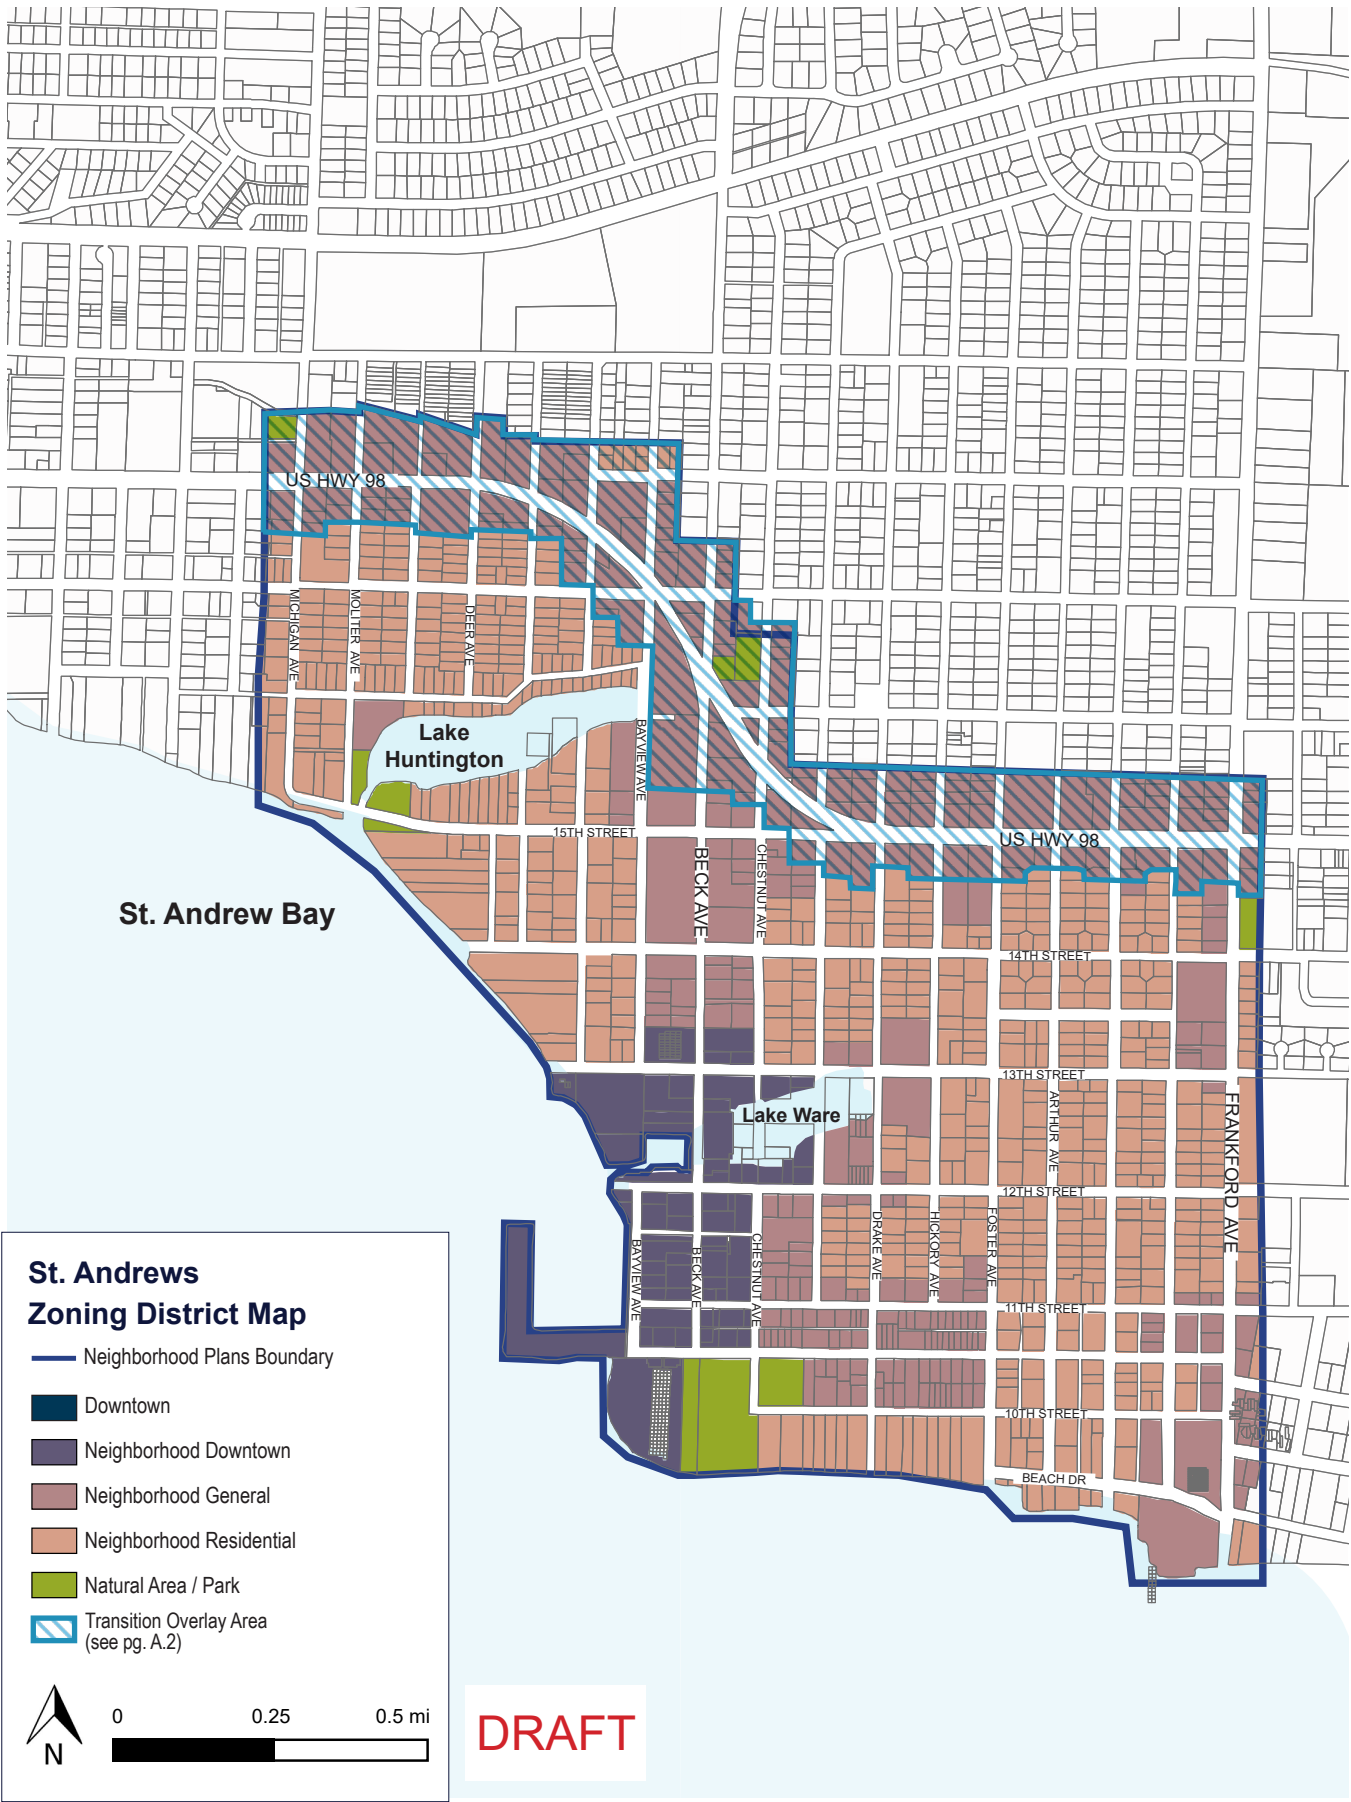 US HWY 98
MICHIGAN AVE
MOLITER AVE
DEER AVE
Lake
Huntington
BAYVIEW AVE
15TH STREET
US HWY 98
BECK AVE
CHESTNUT AVE
St. Andrew Bay
14TH STREET
13TH STREET
Lake Ware
ARTHUR AVE
FRANKFORD AVE
12TH STREET
DRAKE AVE
HICKORY AVE
FOSTER AVE
BAYVIEW AVE
BECK AVE
CHESTNUT AVE
11TH STREET
10TH STREET
BEACH DR
St. Andrews
Zoning District Map
Neighborhood Plans Boundary
Downtown
Neighborhood Downtown
Neighborhood General
Neighborhood Residential
Natural Area / Park
Transition Overlay Area
(see pg. A.2)
N
0 0.25 0.5 mi
DRAFT